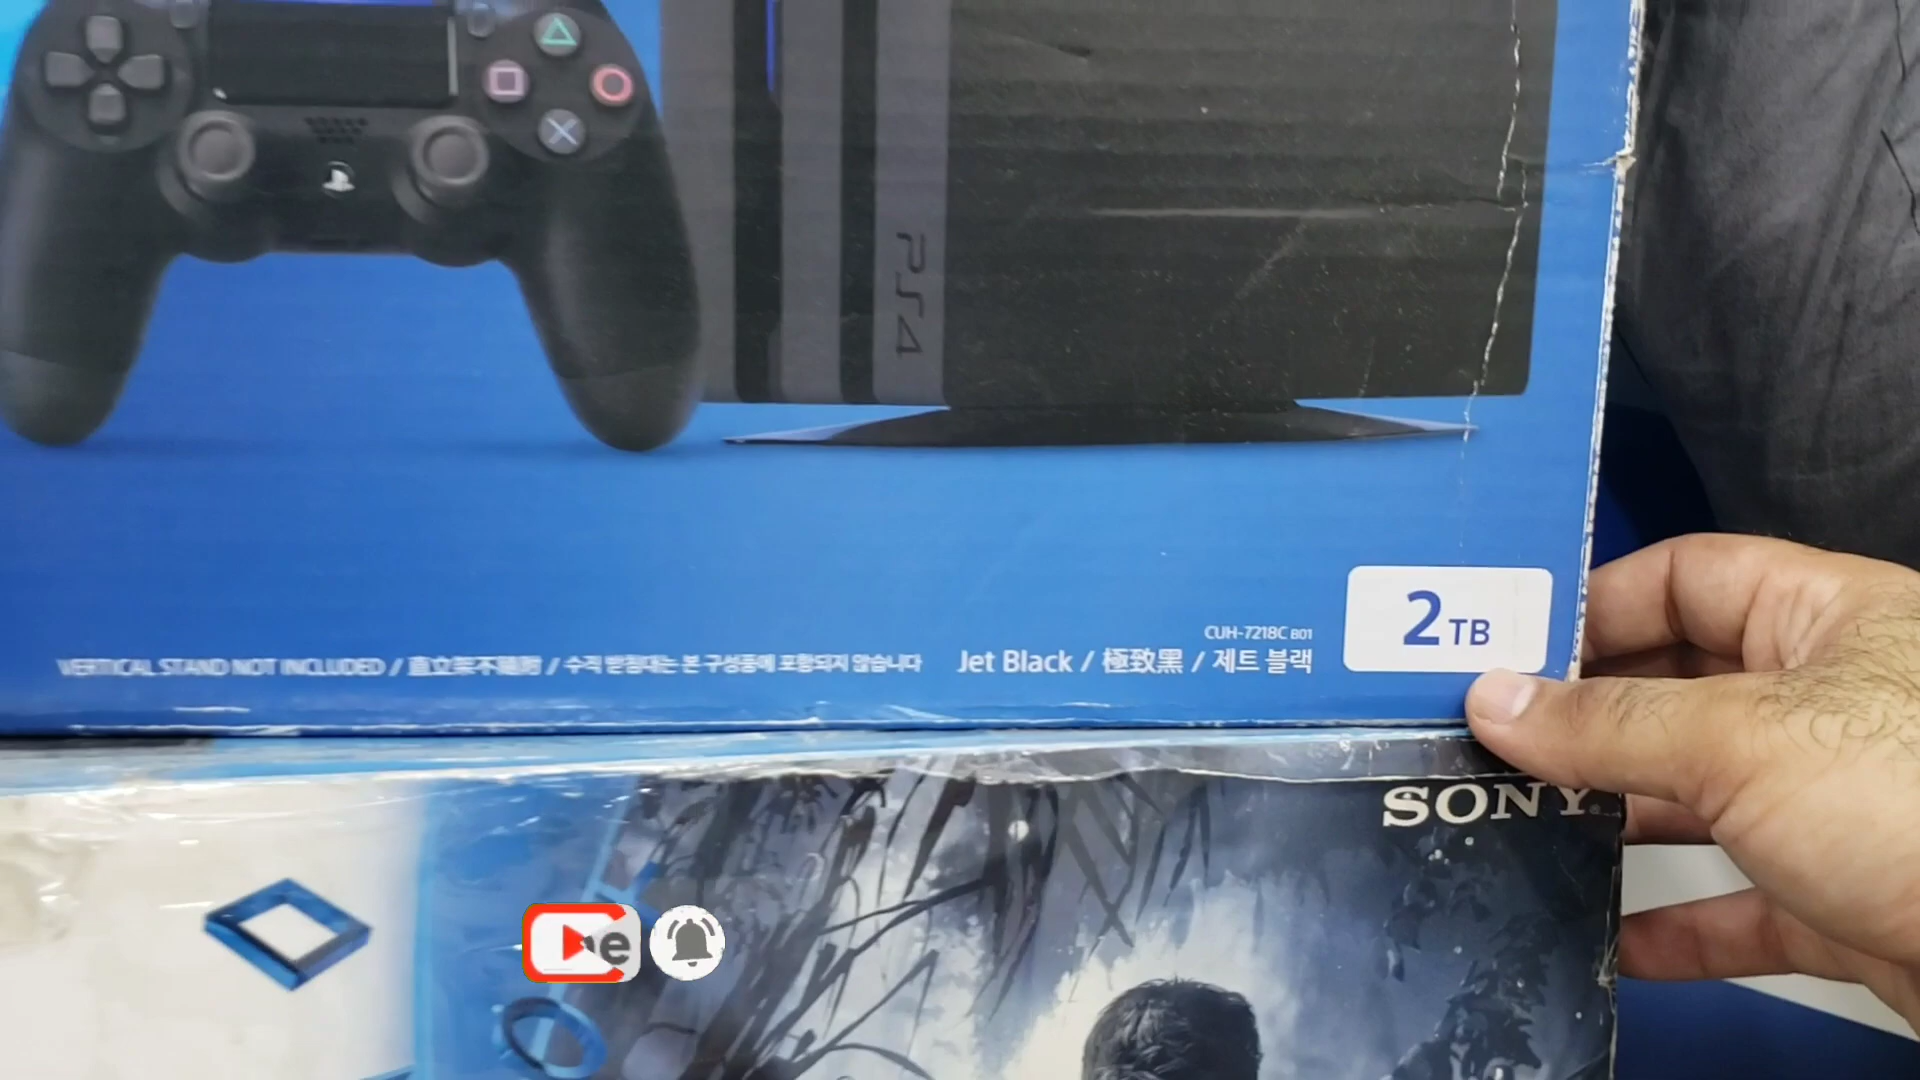 PS4
CUH-7218C B01
2TB
VERTICAL STAND NOT INCLUDED / 直立架不隨附 / 수직 받침대는 본 구성품에 포함되지 않습니다
Jet Black / 極致黑 / 제트 블랙
SONY